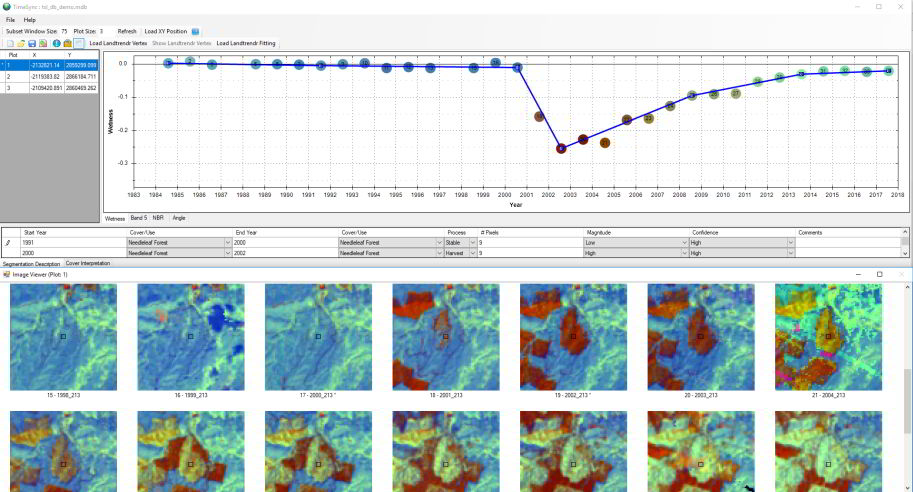 TimeSync : tsl_db_demo.mdb
File Help
Subset Window Size: 75 Plot Size: 3 Refresh Load XY Position
Load Landtrendr Vertex Show Landtrendr Vertex Load Landtrendr Fitting
Plot X Y
1 -2132821.14 2859299.099
2 -2119383.82 2866184.711
3 -2109420.891 2860469.262
0.0
-0.1
-0.2
-0.3
Wetness
1983 1984 1985 1986 1987 1988 1989 1990 1991 1992 1993 1994 1995 1996 1997 1998 1999 2000 2001 2002 2003 2004 2005 2006 2007 2008 2009 2010 2011 2012 2013 2014 2015 2016 2017 2018
Year
Wetness Band 5 NBR Angle
Start Year Cover/Use End Year Cover/Use Process # Pixels Magnitude Confidence Comments
1991 Needleleaf Forest 2000 Needleleaf Forest Stable 9 Low High
2000 Needleleaf Forest 2002 Needleleaf Forest Harvest 9 High High
Segmentation Description Cover Interpretation
Image Viewer (Plot: 1)
15 - 1998_213 16 - 1999_213 17 - 2000_213 * 18 - 2001_213 19 - 2002_213 * 20 - 2003_213 21 - 2004_213